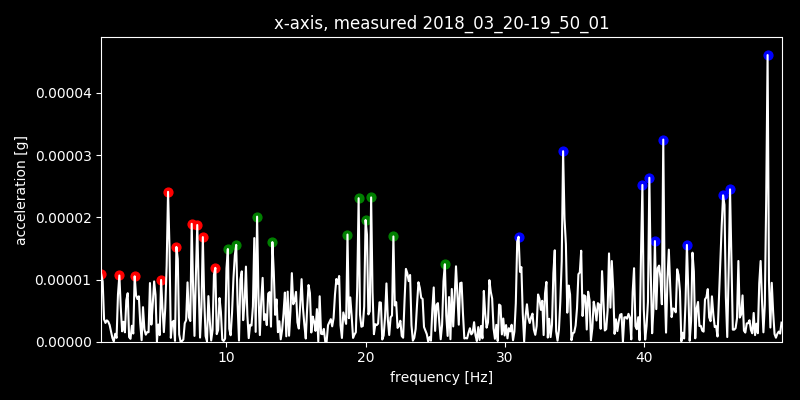 x-axis, measured 2018_03_20-19_50_01
acceleration [g]
0.00004
0.00003
0.00002
0.00001
0.00000
10 20 30 40
frequency [Hz]